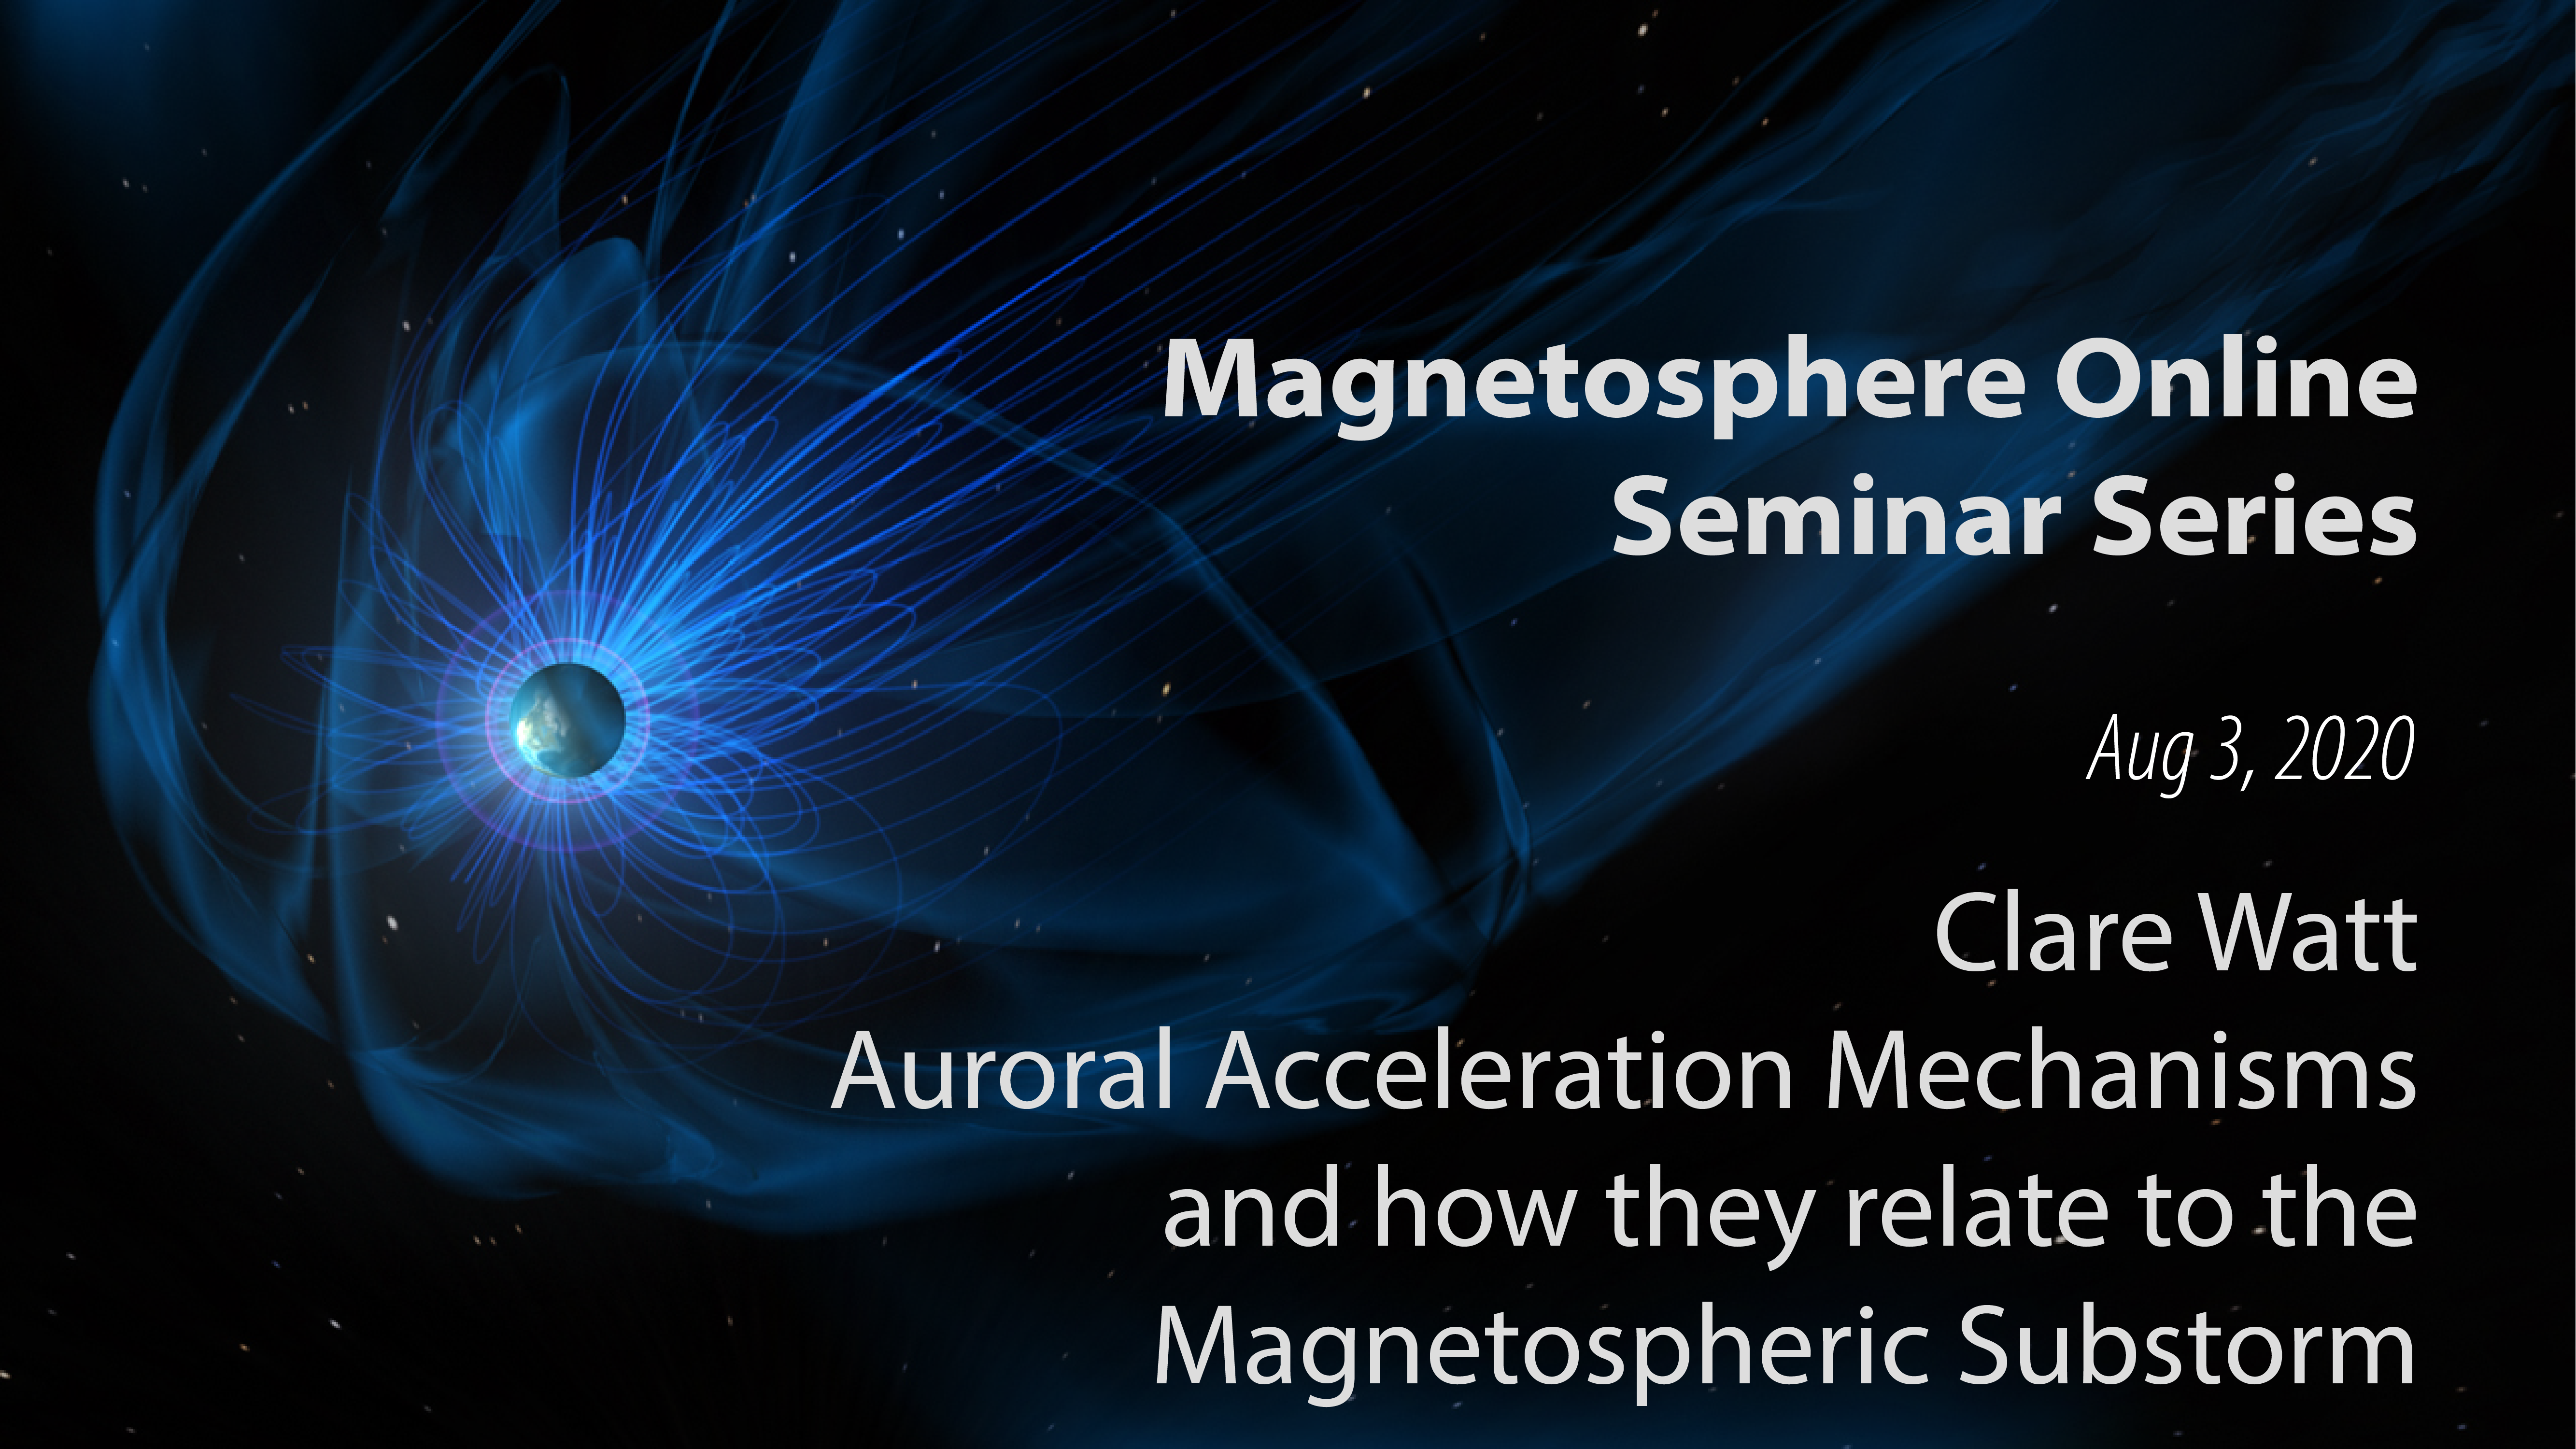 Magnetosphere Online
Seminar Series
Aug 3, 2020
Clare Watt
Auroral Acceleration Mechanisms
and how they relate to the
Magnetospheric Substorm